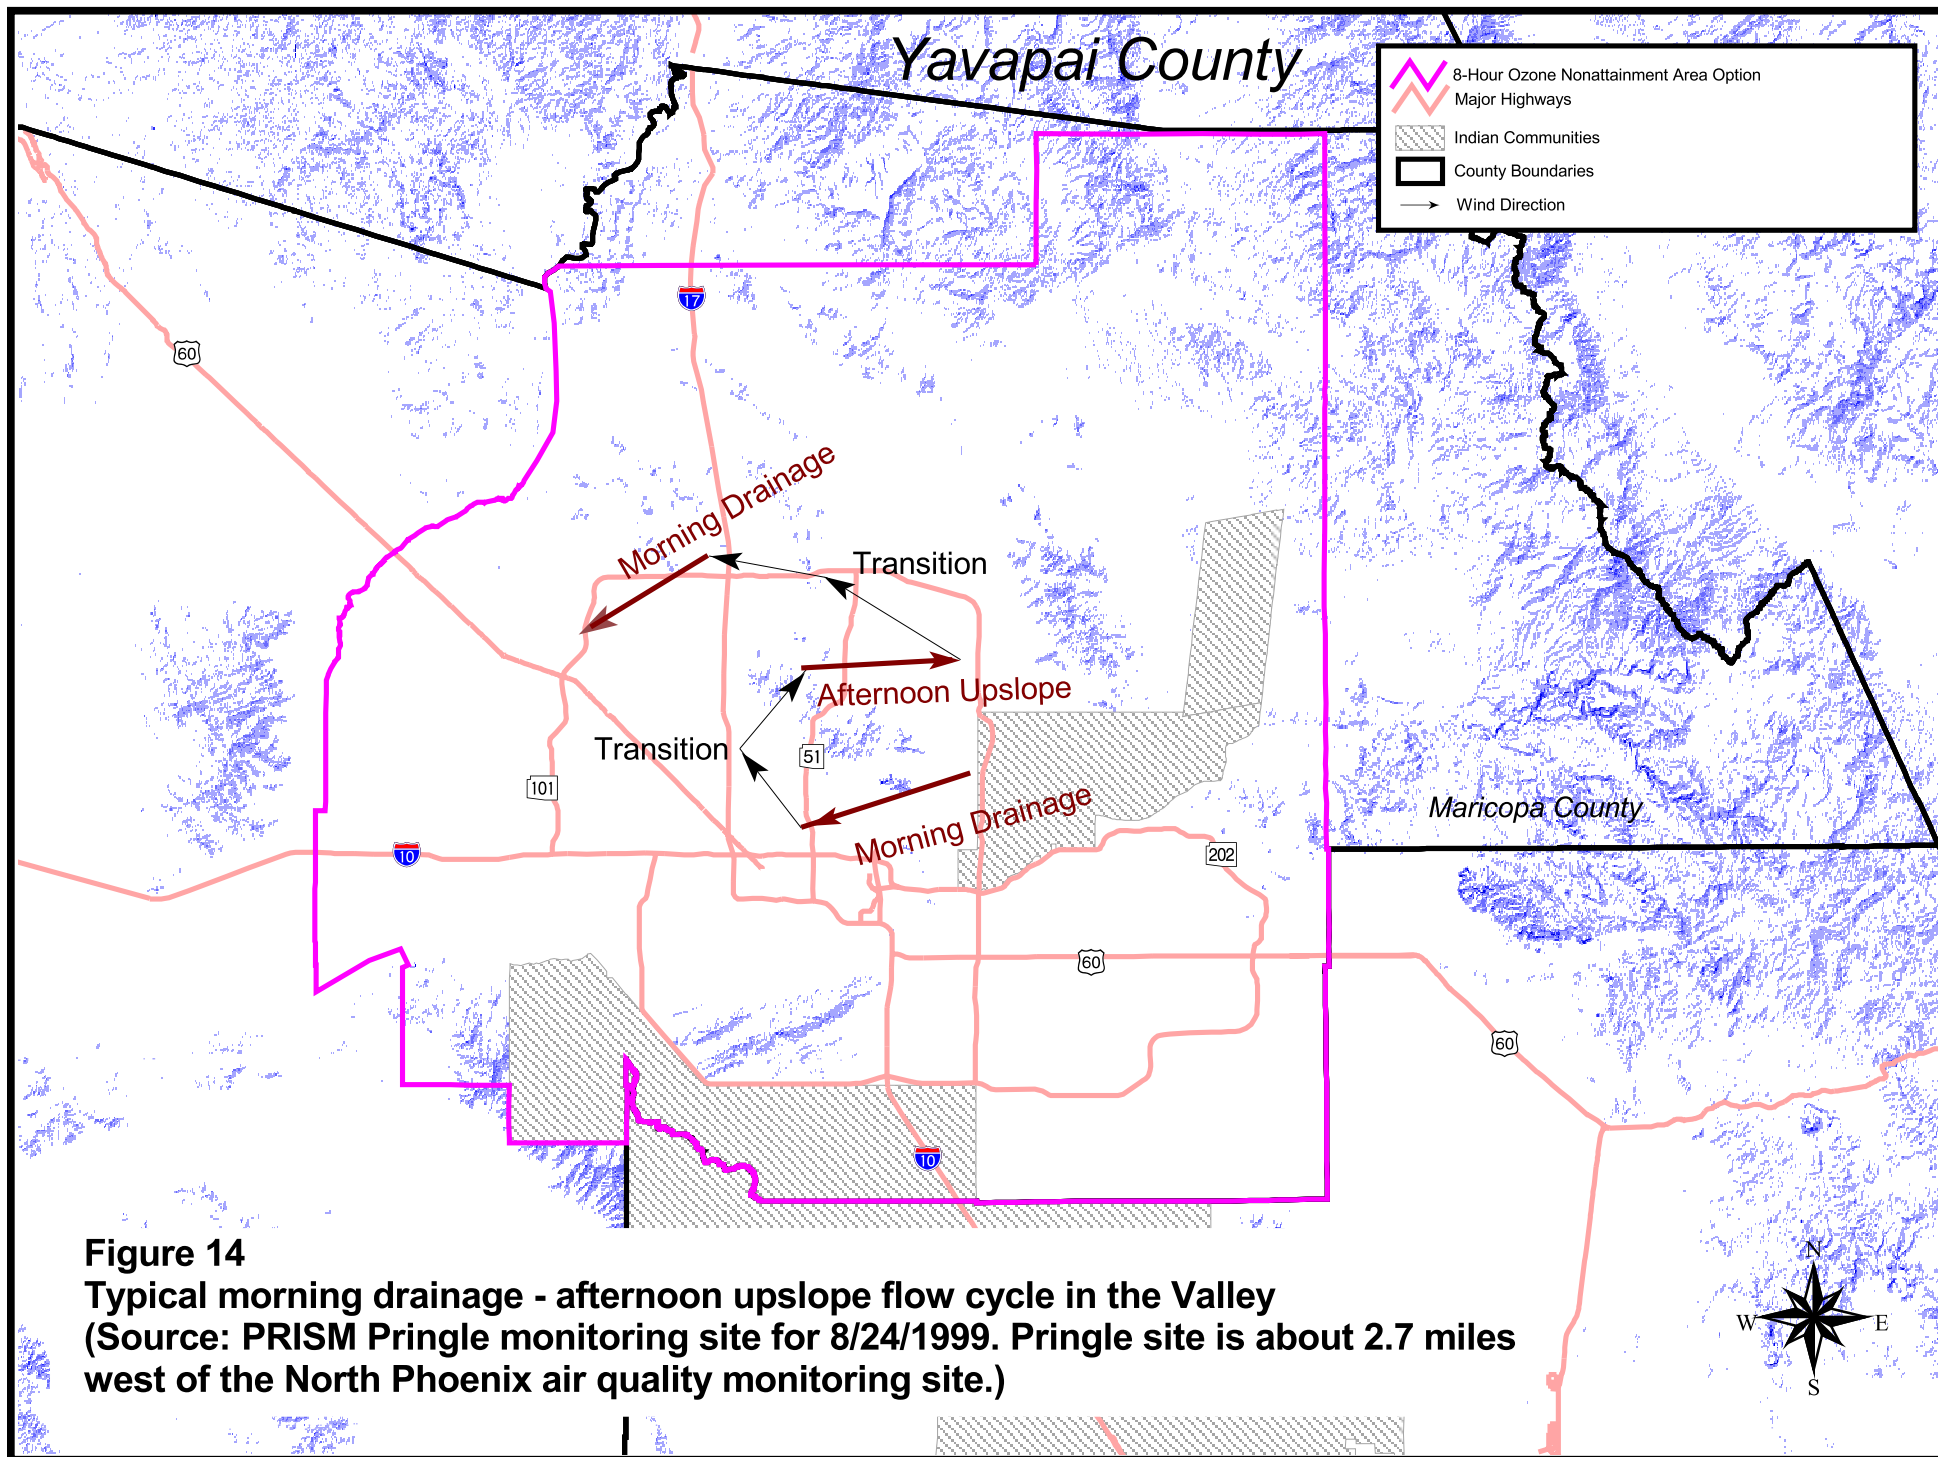 Yavapai County
8-Hour Ozone Nonattainment Area Option
Major Highways
Indian Communities
County Boundaries
Wind Direction
17
60
Morning Drainage
Transition
Afternoon Upslope
Transition
51
101
Morning Drainage
Maricopa County
10
202
60
60
10
Figure 14
Typical morning drainage - afternoon upslope flow cycle in the Valley
(Source: PRISM Pringle monitoring site for 8/24/1999. Pringle site is about 2.7 miles
west of the North Phoenix air quality monitoring site.)
N
W
E
S